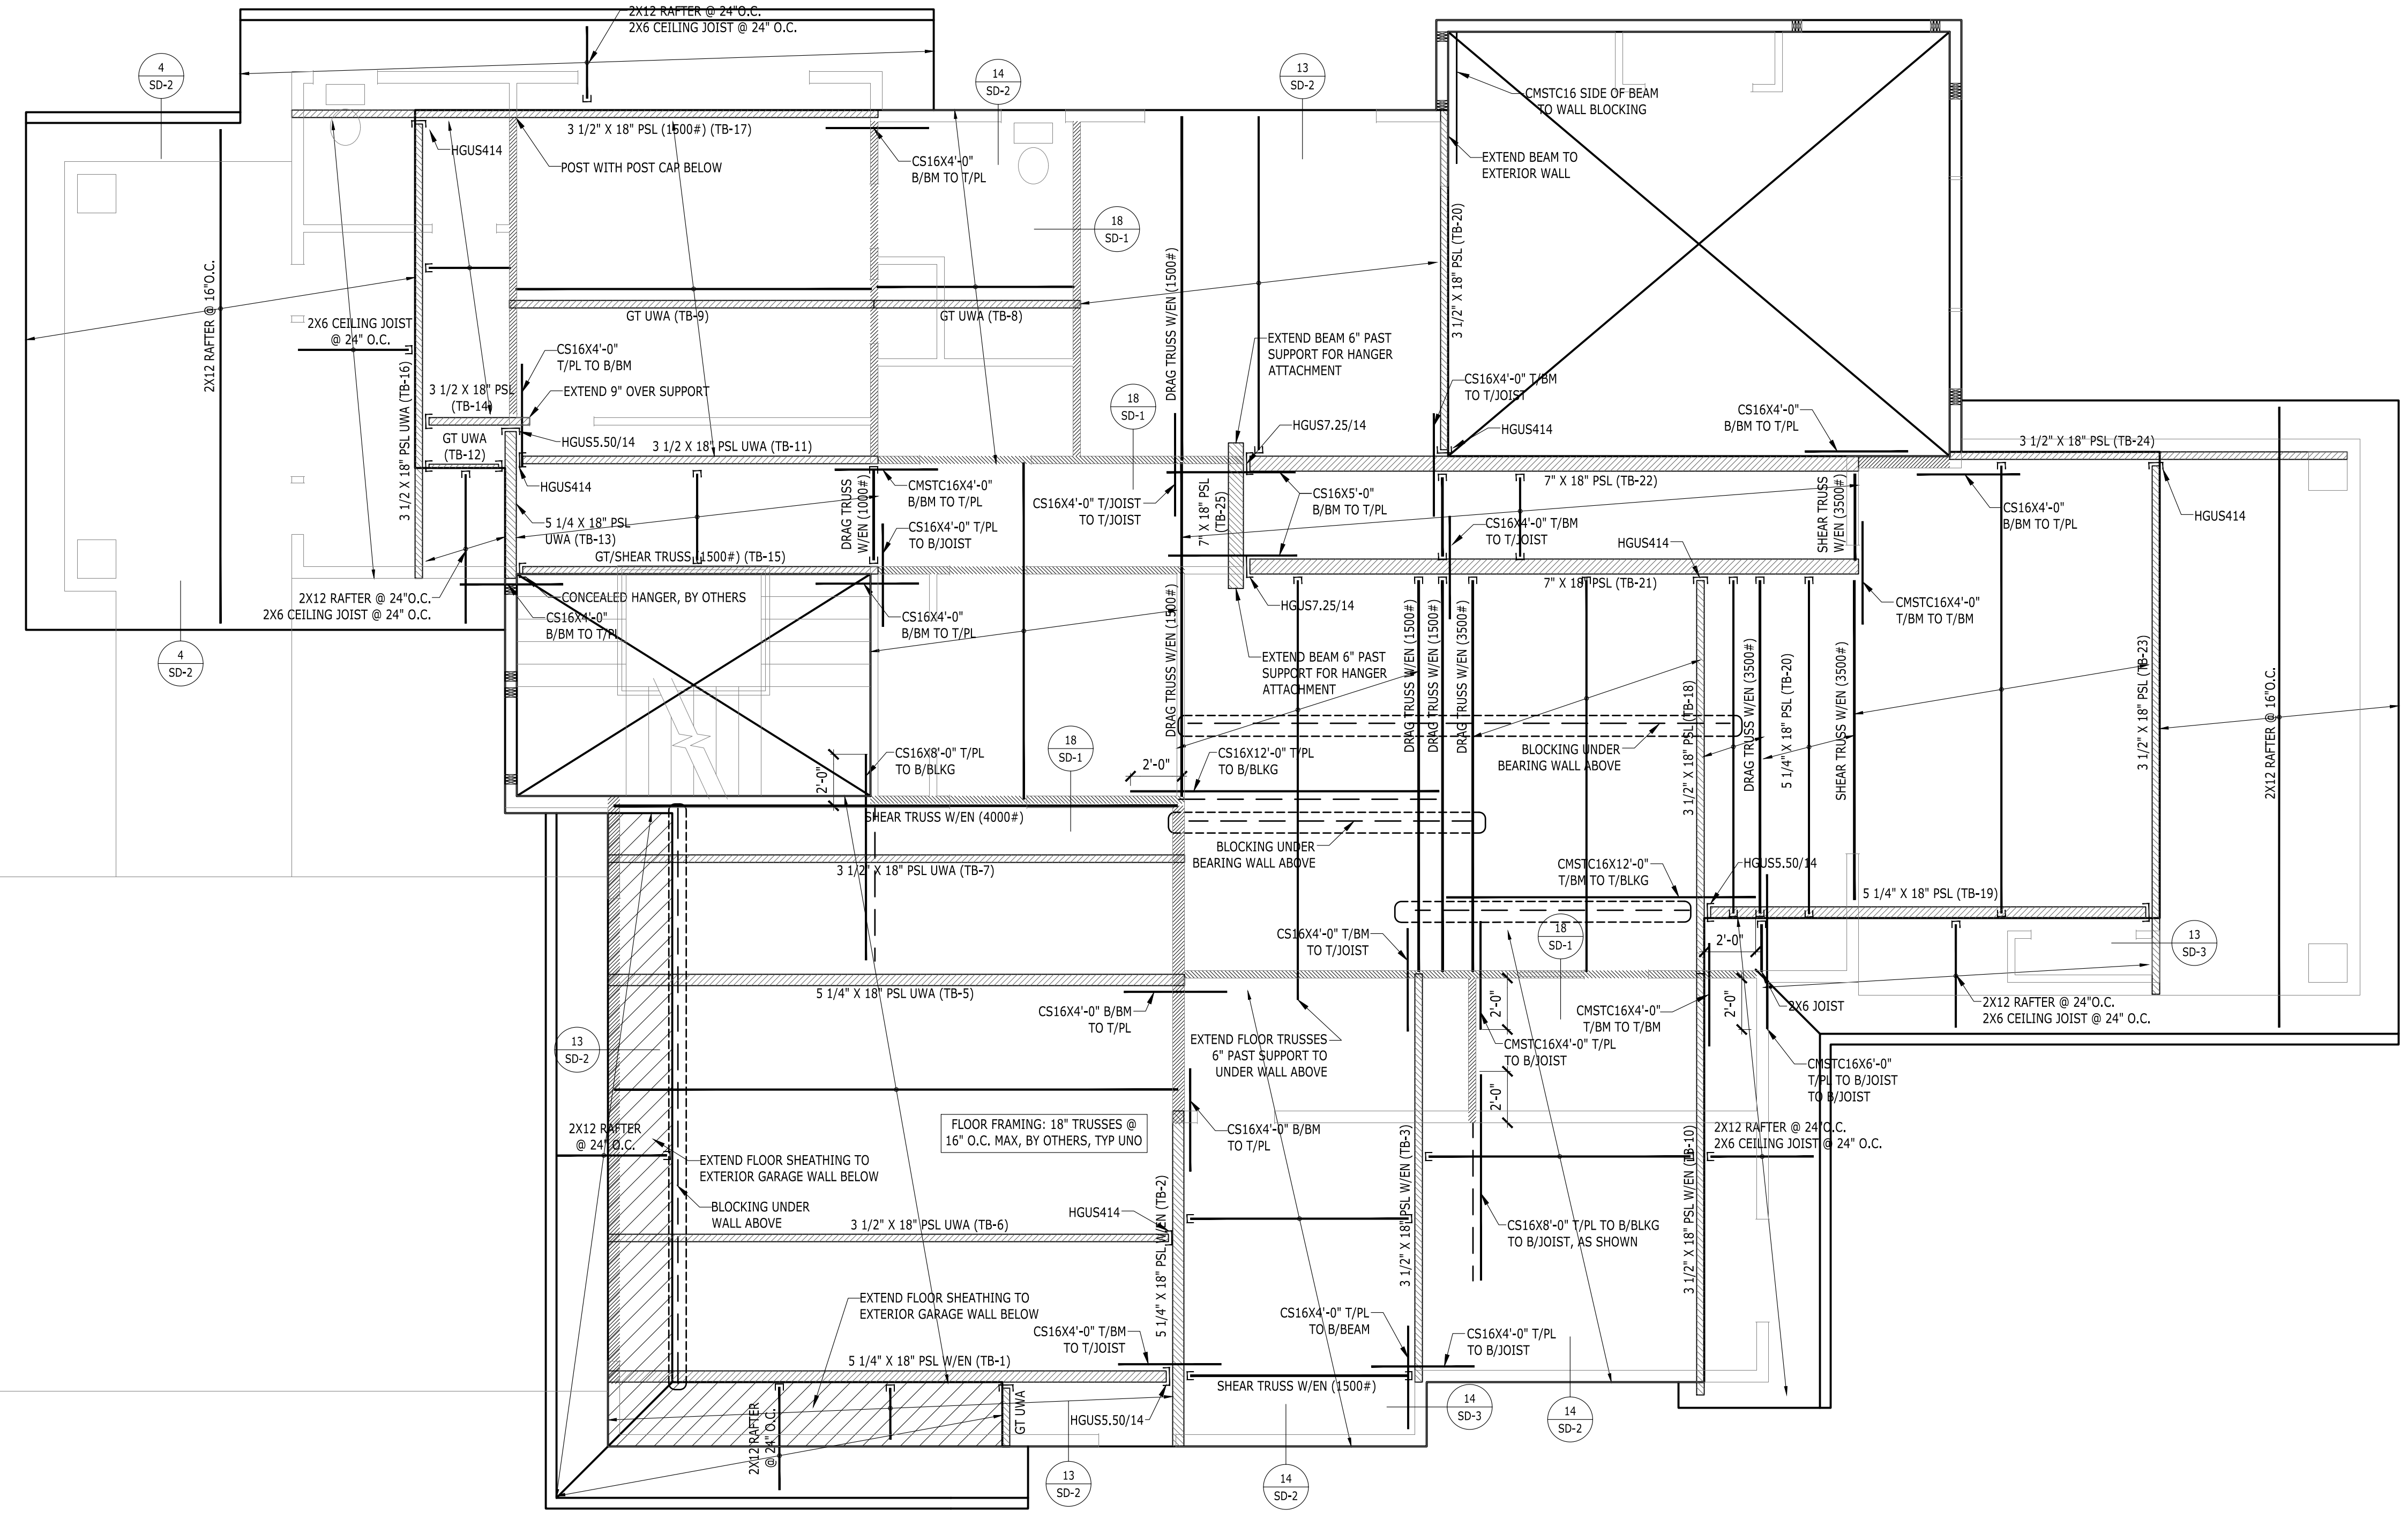 2X12 RAFTER @ 24"O.C.
2X6 CEILING JOIST @ 24" O.C.
4
SD-2
14
SD-2
13
SD-2
CMSTC16 SIDE OF BEAM
TO WALL BLOCKING
3 1/2" X 18" PSL (1500#) (TB-17)
HGUS414
POST WITH POST CAP BELOW
CS16X4'-0"
B/BM TO T/PL
EXTEND BEAM TO
EXTERIOR WALL
18
SD-1
2X12 RAFTER @ 16"O.C.
2X6 CEILING JOIST
@ 24" O.C.
GT UWA (TB-9)
GT UWA (TB-8)
DRAG TRUSS W/EN (1500#)
3 1/2" X 18" PSL (TB-20)
EXTEND BEAM 6" PAST
SUPPORT FOR HANGER
ATTACHMENT
CS16X4'-0"
T/PL TO B/BM
EXTEND 9" OVER SUPPORT
3 1/2 X 18" PSL
(TB-14)
3 1/2 X 18" PSL UWA (TB-16)
GT UWA
(TB-12)
HGUS5.50/14
3 1/2 X 18" PSL UWA (TB-11)
HGUS414
18
SD-1
CS16X4'-0" T/BM
TO T/JOIST
HGUS7.25/14
HGUS414
CS16X4'-0"
B/BM TO T/PL
3 1/2" X 18" PSL (TB-24)
7" X 18" PSL (TB-22)
CMSTC16X4'-0"
B/BM TO T/PL
DRAG TRUSS
W/EN (1000#)
CS16X4'-0" T/JOIST
TO T/JOIST
7" X 18" PSL
(TB-25)
CS16X5'-0"
B/BM TO T/PL
CS16X4'-0" T/BM
TO T/JOIST
SHEAR TRUSS
W/EN (3500#)
CS16X4'-0"
B/BM TO T/PL
HGUS414
5 1/4 X 18" PSL
UWA (TB-13)
CS16X4'-0" T/PL
TO B/JOIST
GT/SHEAR TRUSS (1500#) (TB-15)
HGUS414
7" X 18" PSL (TB-21)
2X12 RAFTER @ 24"O.C.
2X6 CEILING JOIST @ 24" O.C.
CONCEALED HANGER, BY OTHERS
CS16X4'-0"
B/BM TO T/PL
CS16X4'-0"
B/BM TO T/PL
HGUS7.25/14
CMSTC16X4'-0"
T/BM TO T/BM
4
SD-2
DRAG TRUSS W/EN (1500#)
EXTEND BEAM 6" PAST
SUPPORT FOR HANGER
ATTACHMENT
DRAG TRUSS W/EN (1500#)
DRAG TRUSS W/EN (1500#)
DRAG TRUSS W/EN (3500#)
3 1/2" X 18" PSL (TB-18)
DRAG TRUSS W/EN (3500#)
5 1/4" X 18" PSL (TB-20)
SHEAR TRUSS W/EN (3500#)
3 1/2" X 18" PSL (TB-23)
2X12 RAFTER @ 16"O.C.
BLOCKING UNDER
BEARING WALL ABOVE
2'-0"
CS16X8'-0" T/PL
TO B/BLKG
18
SD-1
2'-0"
CS16X12'-0" T/PL
TO B/BLKG
SHEAR TRUSS W/EN (4000#)
BLOCKING UNDER
BEARING WALL ABOVE
3 1/2" X 18" PSL UWA (TB-7)
CMSTC16X12'-0"
T/BM TO T/BLKG
HGUS5.50/14
5 1/4" X 18" PSL (TB-19)
CS16X4'-0" T/BM
TO T/JOIST
18
SD-1
2'-0"
13
SD-3
5 1/4" X 18" PSL UWA (TB-5)
CS16X4'-0" B/BM
TO T/PL
2'-0"
CMSTC16X4'-0"
T/BM TO T/BM
2'-0"
2X6 JOIST
2X12 RAFTER @ 24"O.C.
2X6 CEILING JOIST @ 24" O.C.
13
SD-2
EXTEND FLOOR TRUSSES
6" PAST SUPPORT TO
UNDER WALL ABOVE
CMSTC16X4'-0" T/PL
TO B/JOIST
CMSTC16X6'-0"
T/PL TO B/JOIST
TO B/JOIST
2'-0"
2X12 RAFTER
@ 24" O.C.
FLOOR FRAMING: 18" TRUSSES @
16" O.C. MAX, BY OTHERS, TYP UNO
CS16X4'-0" B/BM
TO T/PL
2X12 RAFTER @ 24"O.C.
2X6 CEILING JOIST @ 24" O.C.
EXTEND FLOOR SHEATHING TO
EXTERIOR GARAGE WALL BELOW
BLOCKING UNDER
WALL ABOVE
3 1/2" X 18" PSL UWA (TB-6)
HGUS414
5 1/4" X 18" PSL W/EN (TB-2)
3 1/2" X 18" PSL W/EN (TB-3)
3 1/2" X 18" PSL W/EN (TB-10)
CS16X8'-0" T/PL TO B/BLKG
TO B/JOIST, AS SHOWN
EXTEND FLOOR SHEATHING TO
EXTERIOR GARAGE WALL BELOW
CS16X4'-0" T/BM
TO T/JOIST
CS16X4'-0" T/PL
TO B/BEAM
CS16X4'-0" T/PL
TO B/JOIST
5 1/4" X 18" PSL W/EN (TB-1)
SHEAR TRUSS W/EN (1500#)
2X12 RAFTER
@ 24" O.C.
GT UWA
HGUS5.50/14
14
SD-3
14
SD-2
13
SD-2
14
SD-2